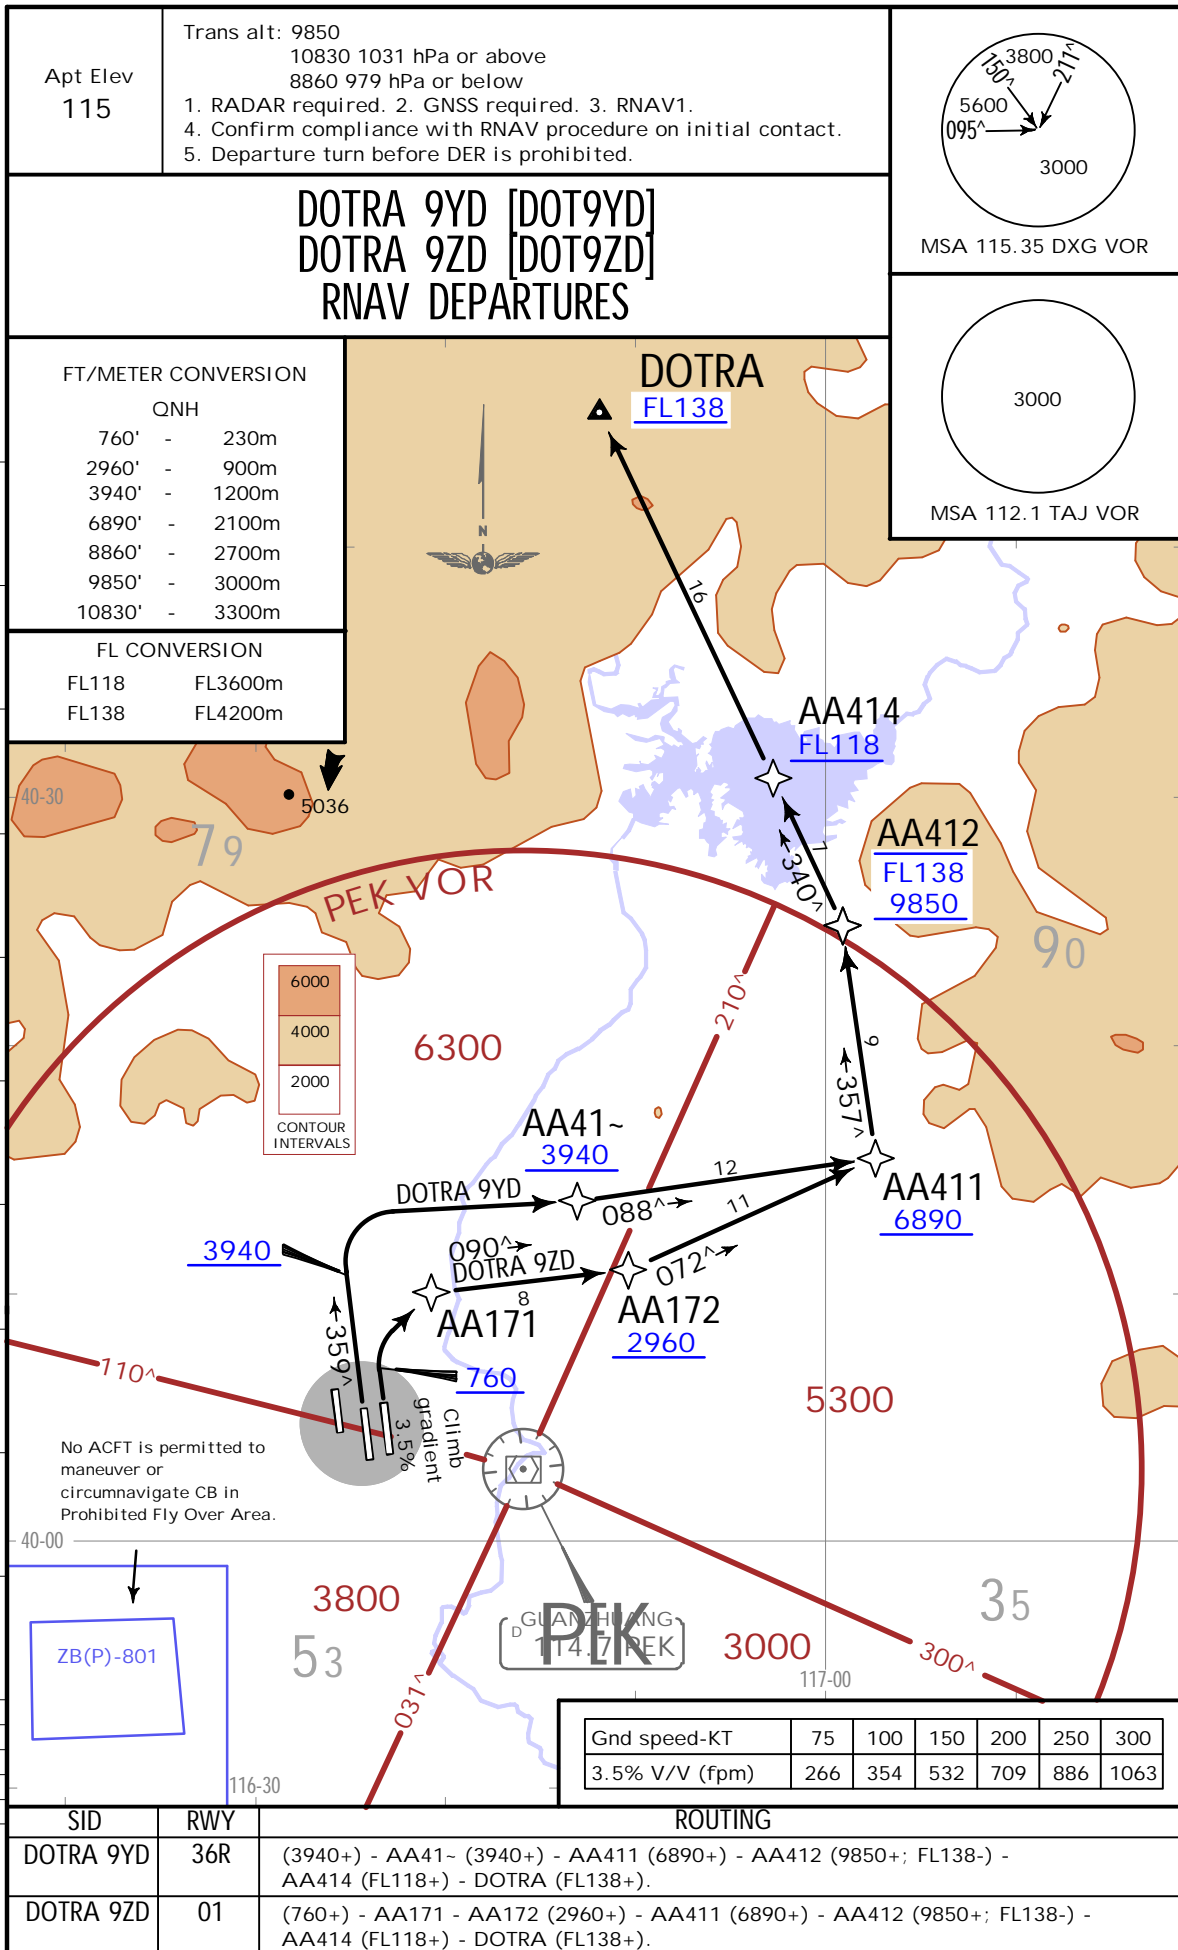 Apt Elev
115
Trans alt: 9850
10830 1031 hPa or above
8860 979 hPa or below
1. RADAR required. 2. GNSS required. 3. RNAV1.
4. Confirm compliance with RNAV procedure on initial contact.
5. Departure turn before DER is prohibited.
3800
150^
211^
5600
095^
3000
MSA 115.35 DXG VOR
DOTRA 9YD [DOT9YD]
DOTRA 9ZD [DOT9ZD]
RNAV DEPARTURES
3000
MSA 112.1 TAJ VOR
FT/METER CONVERSION
QNH
760' - 230m
2960' - 900m
3940' - 1200m
6890' - 2100m
8860' - 2700m
9850' - 3000m
10830' - 3300m
FL CONVERSION
FL118 FL3600m
FL138 FL4200m
DOTRA
FL138
N
16
AA414
FL118
40-30
5036
79
7
340^
AA412
FL138
9850
PEK VOR
90
6000
4000
2000
CONTOUR
INTERVALS
210^
6300
9
357^
AA41~
3940
12
DOTRA 9YD
088^
11
AA411
6890
3940
090^
DOTRA 9ZD
8
072^
AA171
AA172
2960
359^
110^
760
5300
Climb
gradient
3.5%
No ACFT is permitted to
maneuver or
circumnavigate CB in
Prohibited Fly Over Area.
40-00
3800
53
35
ZB(P)-801
GUANZHUANG
D 114.7 PEK
PEK
3000
300^
117-00
031^
116-30
Gnd speed-KT 75 100 150 200 250 300
3.5% V/V (fpm) 266 354 532 709 886 1063
SID RWY ROUTING
DOTRA 9YD 36R (3940+) - AA41~ (3940+) - AA411 (6890+) - AA412 (9850+; FL138-) -
AA414 (FL118+) - DOTRA (FL138+).
DOTRA 9ZD 01 (760+) - AA171 - AA172 (2960+) - AA411 (6890+) - AA412 (9850+; FL138-) -
AA414 (FL118+) - DOTRA (FL138+).